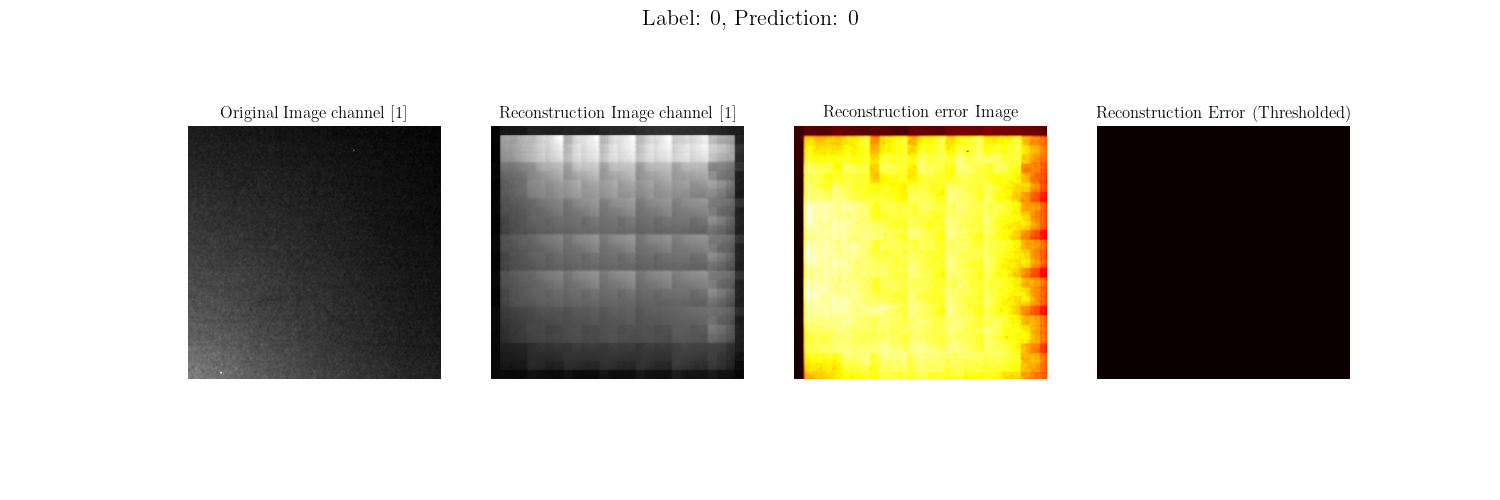 Label: 0, Prediction: 0
Original Image channel [1]
Reconstruction Image channel [1]
Reconstruction error Image
Reconstruction Error (Thresholded)